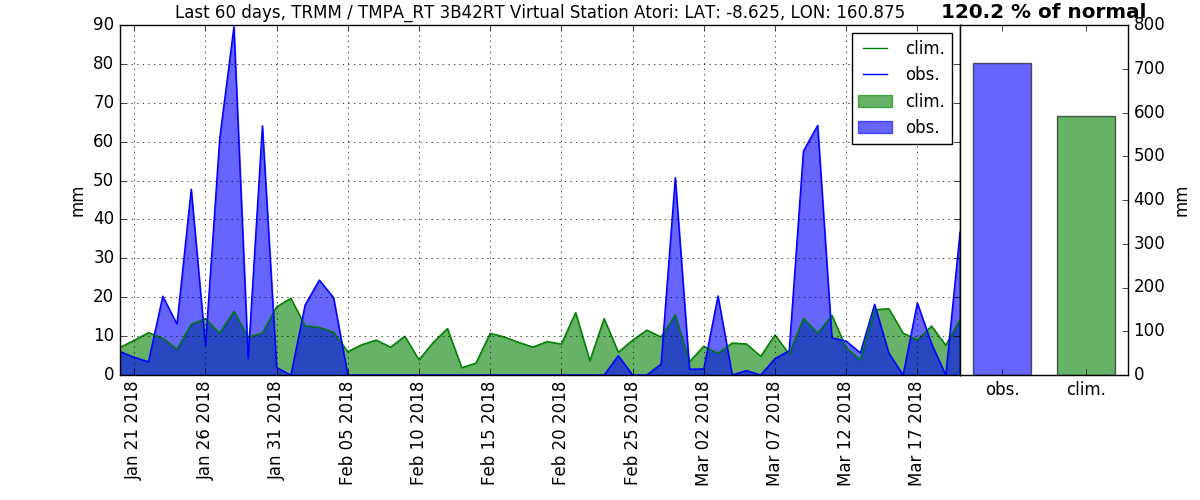 Last 60 days, TRMM / TMPA_RT 3B42RT Virtual Station Atori: LAT: -8.625, LON: 160.875
120.2 % of normal
90
80
70
60
50
40
30
20
10
0
mm
clim.
obs.
clim.
obs.
Jan 21 2018
Jan 26 2018
Jan 31 2018
Feb 05 2018
Feb 10 2018
Feb 15 2018
Feb 20 2018
Feb 25 2018
Mar 02 2018
Mar 07 2018
Mar 12 2018
Mar 17 2018
800
700
600
500
400
300
200
100
0
mm
obs.
clim.